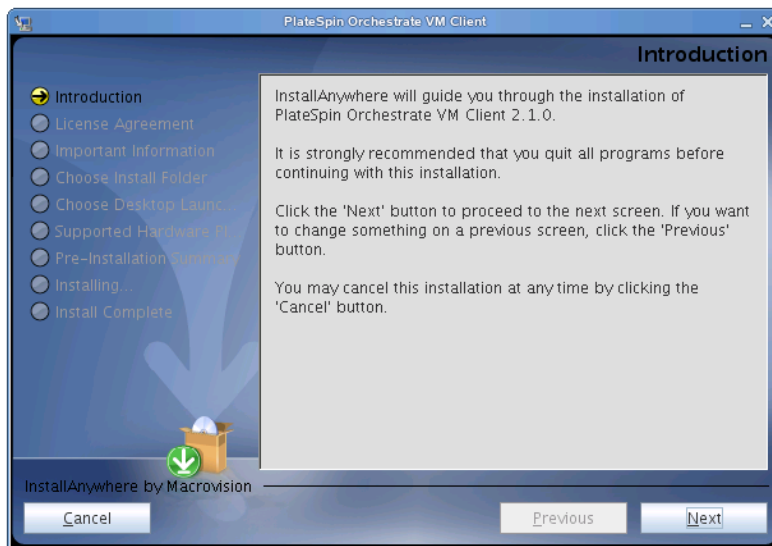 PlateSpin Orchestrate VM Client
Introduction
Introduction
License Agreement
Important Information
Choose Install Folder
Choose Desktop Launc...
Supported Hardware Pl...
Pre-Installation Summary
Installing...
Install Complete
InstallAnywhere will guide you through the installation of
PlateSpin Orchestrate VM Client 2.1.0.
It is strongly recommended that you quit all programs before
continuing with this installation.
Click the 'Next' button to proceed to the next screen. If you want
to change something on a previous screen, click the 'Previous'
button.
You may cancel this installation at any time by clicking the
'Cancel' button.
InstallAnywhere by Macrovision
Cancel
Previous
Next